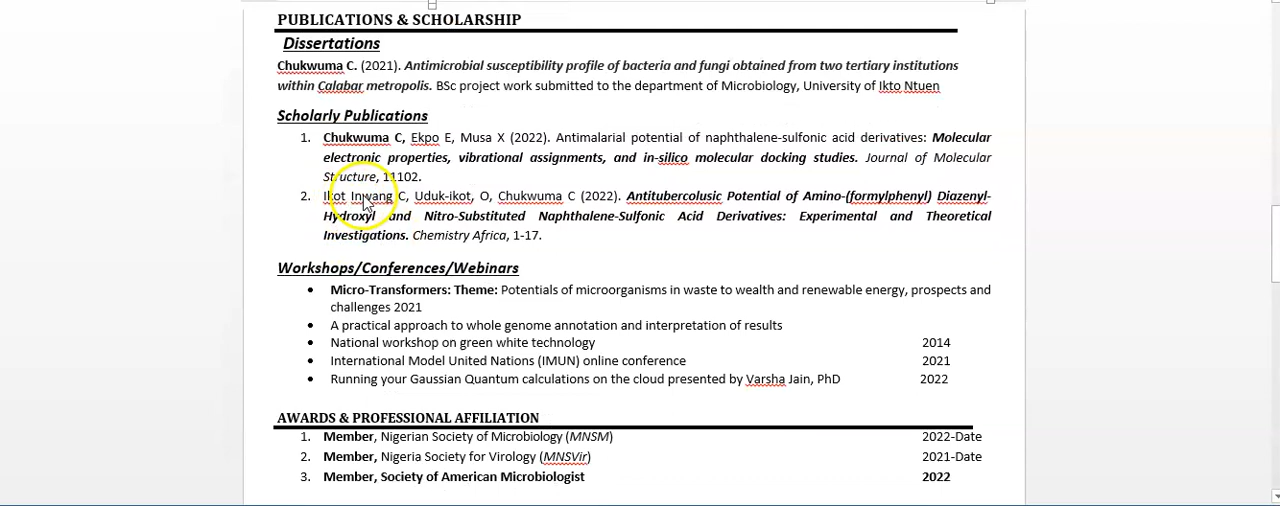 PUBLICATIONS & SCHOLARSHIP
Dissertations
Chukwuma C. (2021). Antimicrobial susceptibility profile of bacteria and fungi obtained from two tertiary institutions
within Calabar metropolis. BSc project work submitted to the department of Microbiology, University of Ikto Ntuen
Scholarly Publications
1. Chukwuma C, Ekpo E, Musa X (2022). Antimalarial potential of naphthalene-sulfonic acid derivatives: Molecular
electronic properties, vibrational assignments, and in-silico molecular docking studies. Journal of Molecular
Structure, 11102.
2. Ikot Inyang C, Uduk-ikot, O, Chukwuma C (2022). Antitubercolusic Potential of Amino-(formylphenyl) Diazenyl-
Hydroxyl and Nitro-Substituted Naphthalene-Sulfonic Acid Derivatives: Experimental and Theoretical
Investigations. Chemistry Africa, 1-17.
Workshops/Conferences/Webinars
• Micro-Transformers: Theme: Potentials of microorganisms in waste to wealth and renewable energy, prospects and
challenges 2021
• A practical approach to whole genome annotation and interpretation of results
• National workshop on green white technology 2014
• International Model United Nations (IMUN) online conference 2021
• Running your Gaussian Quantum calculations on the cloud presented by Varsha Jain, PhD 2022
AWARDS & PROFESSIONAL AFFILIATION
1. Member, Nigerian Society of Microbiology (MNSM) 2022-Date
2. Member, Nigeria Society for Virology (MNSVir) 2021-Date
3. Member, Society of American Microbiologist 2022